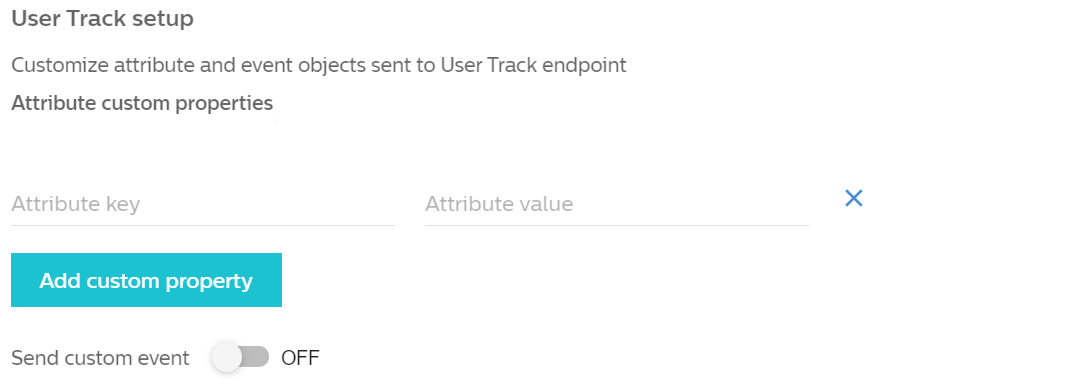 User Track setup
Customize attribute and event objects sent to User Track endpoint
Attribute custom properties
Attribute key Attribute value
Add custom property
Send custom event OFF